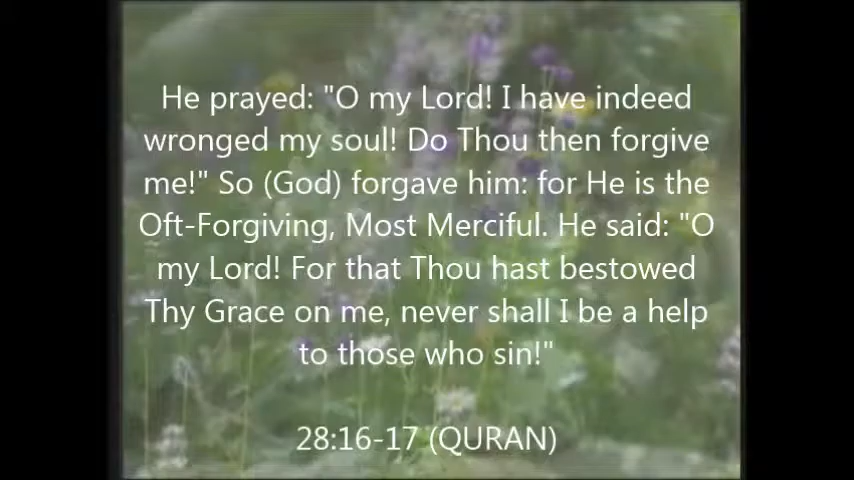 He prayed: "O my Lord! I have indeed
wronged my soul! Do Thou then forgive
me!" So (God) forgave him: for He is the
Oft-Forgiving, Most Merciful. He said: "O
my Lord! For that Thou hast bestowed
Thy Grace on me, never shall I be a help
to those who sin!"
28:16-17 (QURAN)